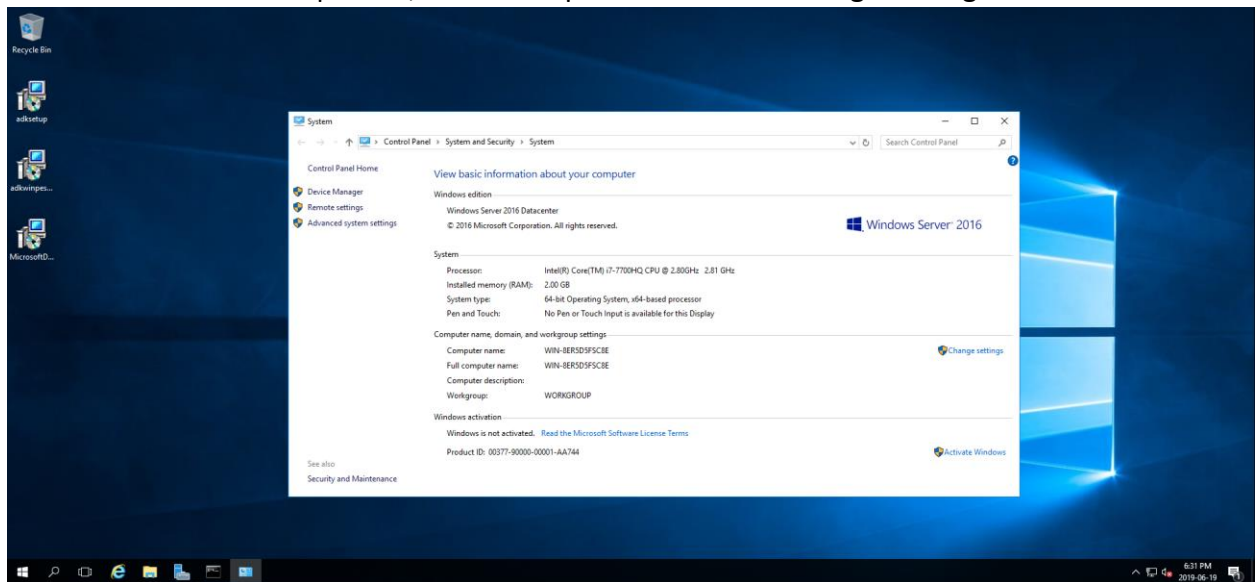 Recycle Bin
adksetup
adkwinpes...
MicrosoftD...
System
Control Panel > System and Security > System
Search Control Panel
Control Panel Home
Device Manager
Remote settings
Advanced system settings
View basic information about your computer
Windows edition
Windows Server 2016 Datacenter
© 2016 Microsoft Corporation. All rights reserved.
Windows Server® 2016
System
Processor: Intel(R) Core(TM) i7-7700HQ CPU @ 2.80GHz 2.81 GHz
Installed memory (RAM): 2.00 GB
System type: 64-bit Operating System, x64-based processor
Pen and Touch: No Pen or Touch Input is available for this Display
Computer name, domain, and workgroup settings
Computer name: WIN-8ER5D5FSC8E
Change settings
Full computer name: WIN-8ER5D5FSC8E
Computer description:
Workgroup: WORKGROUP
Windows activation
Windows is not activated. Read the Microsoft Software License Terms
Product ID: 00377-90000-00001-AA744
Activate Windows
See also
Security and Maintenance
6:31 PM
2019-06-19